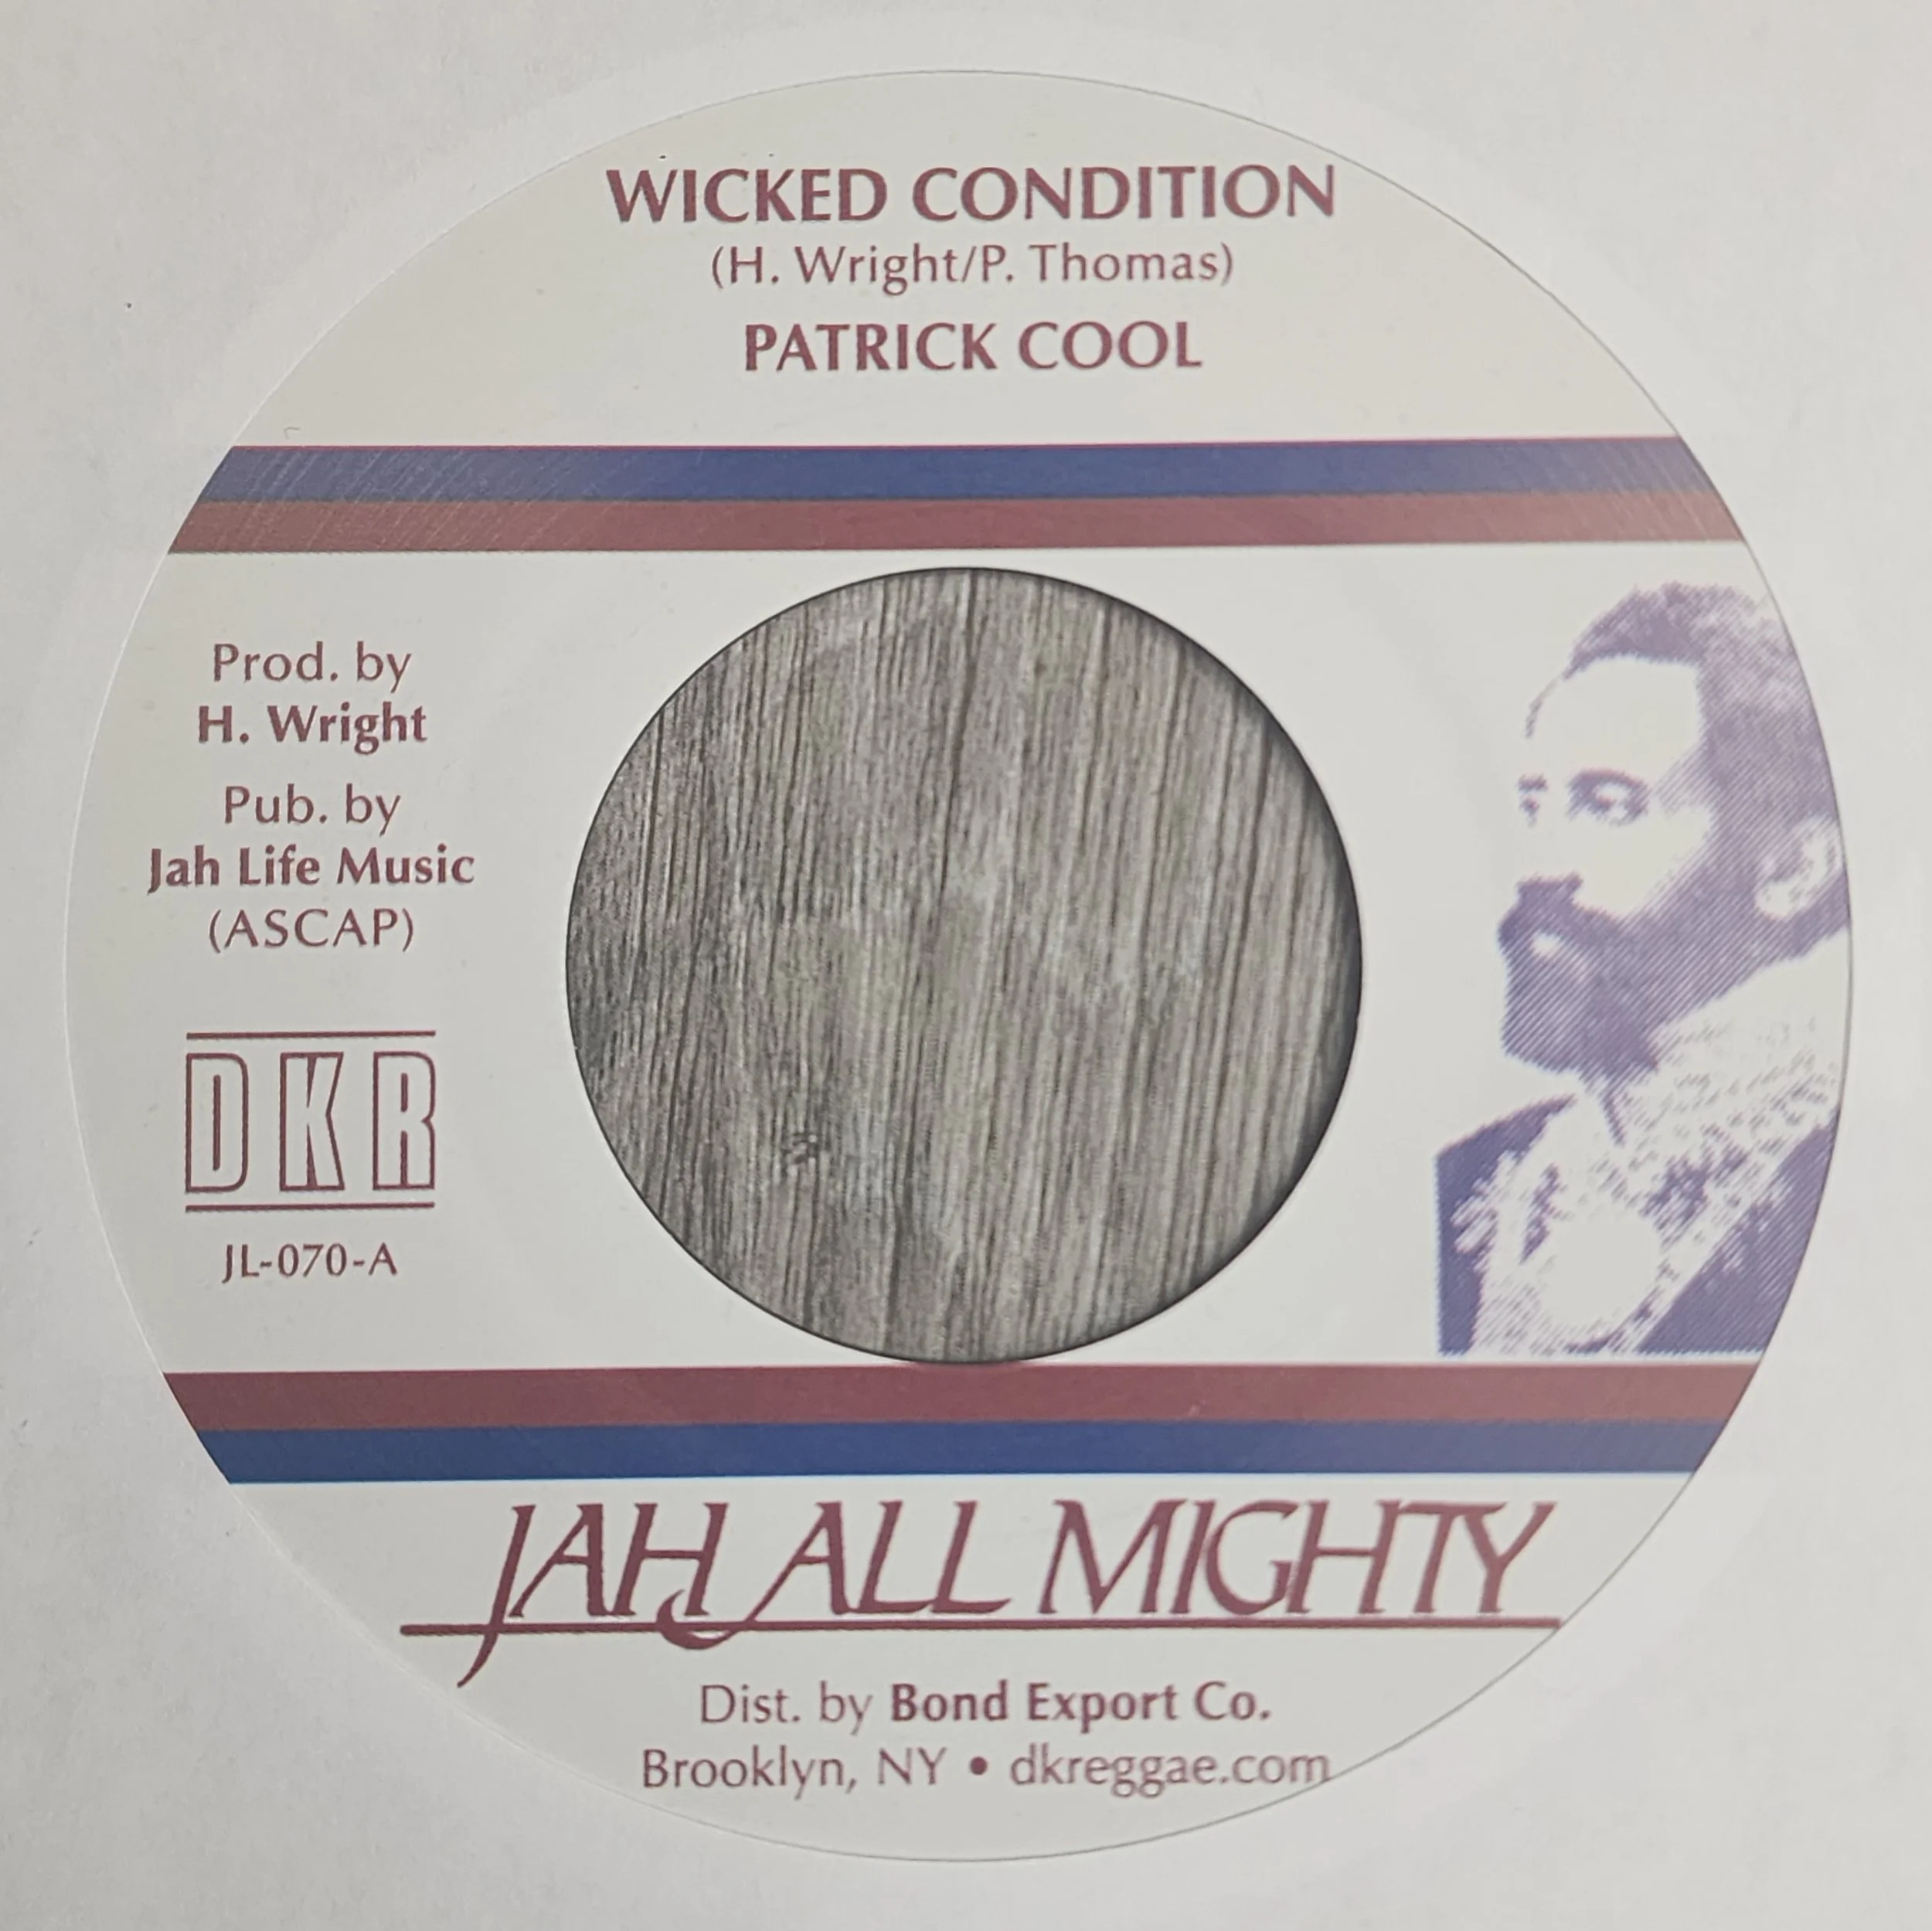 WICKED CONDITION
(H. Wright/P. Thomas)
PATRICK COOL
Prod. by
H. Wright
Pub. by
Jah Life Music
(ASCAP)
DKR
JL-070-A
JAH ALL MIGHTY
Dist. by Bond Export Co.
Brooklyn, NY • dkreggae.com